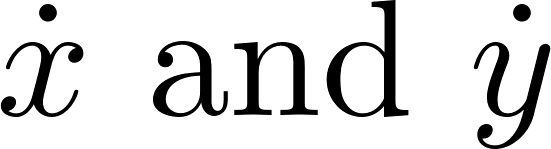 ẋ and ẏ